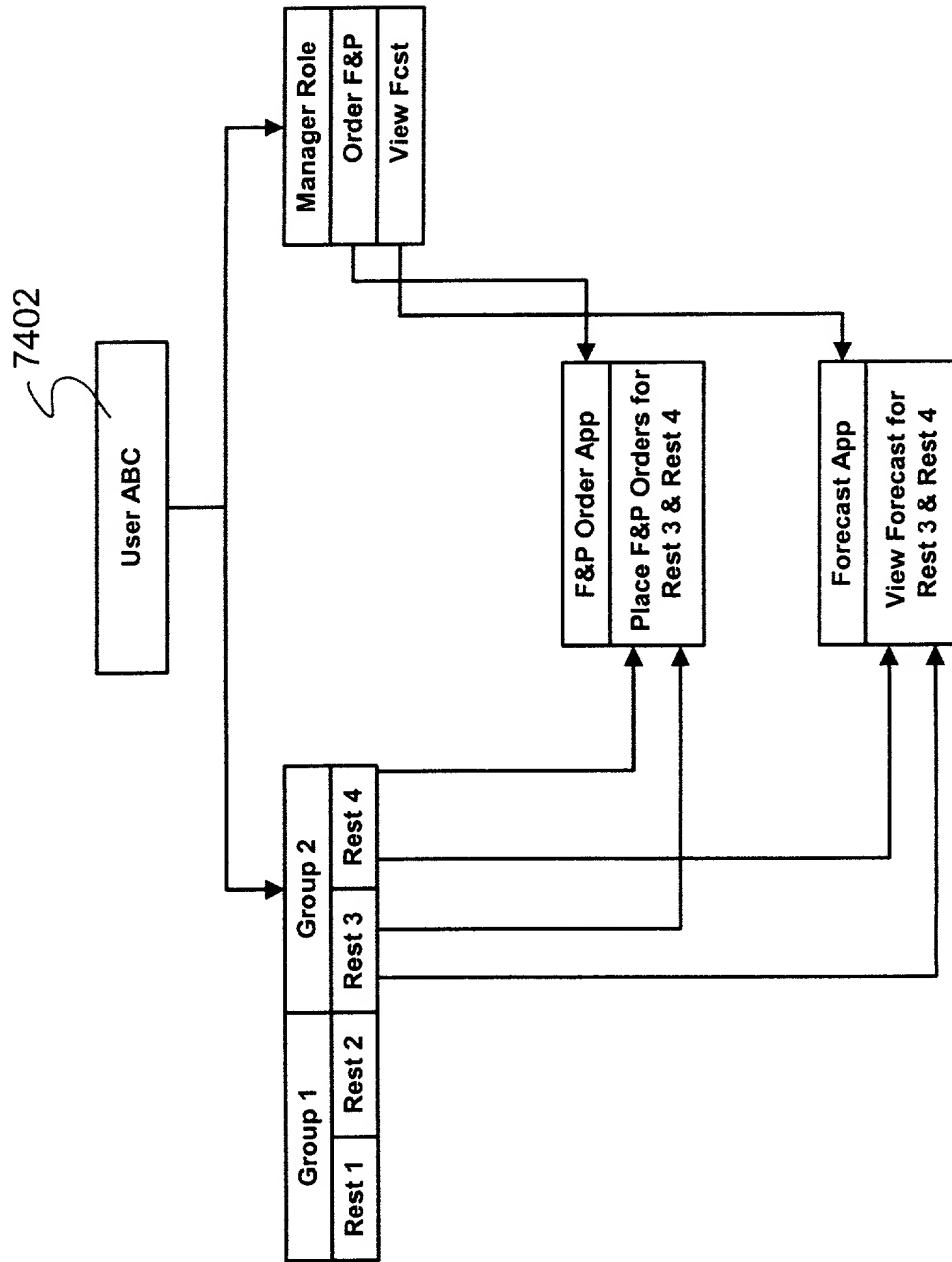 7402
User ABC
Group 1
Group 2
Rest 1
Rest 2
Rest 3
Rest 4
Manager Role
Order F&P
View Fcst
F&P Order App
Place F&P Orders for
Rest 3 & Rest 4
Forecast App
View Forecast for
Rest 3 & Rest 4